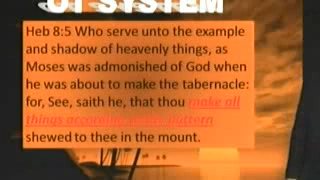 OT SYSTEM
Heb 8:5 Who serve unto the example
and shadow of heavenly things, as
Moses was admonished of God when
he was about to make the tabernacle:
for, See, saith he, that thou make all
things according to the pattern
shewed to thee in the mount.